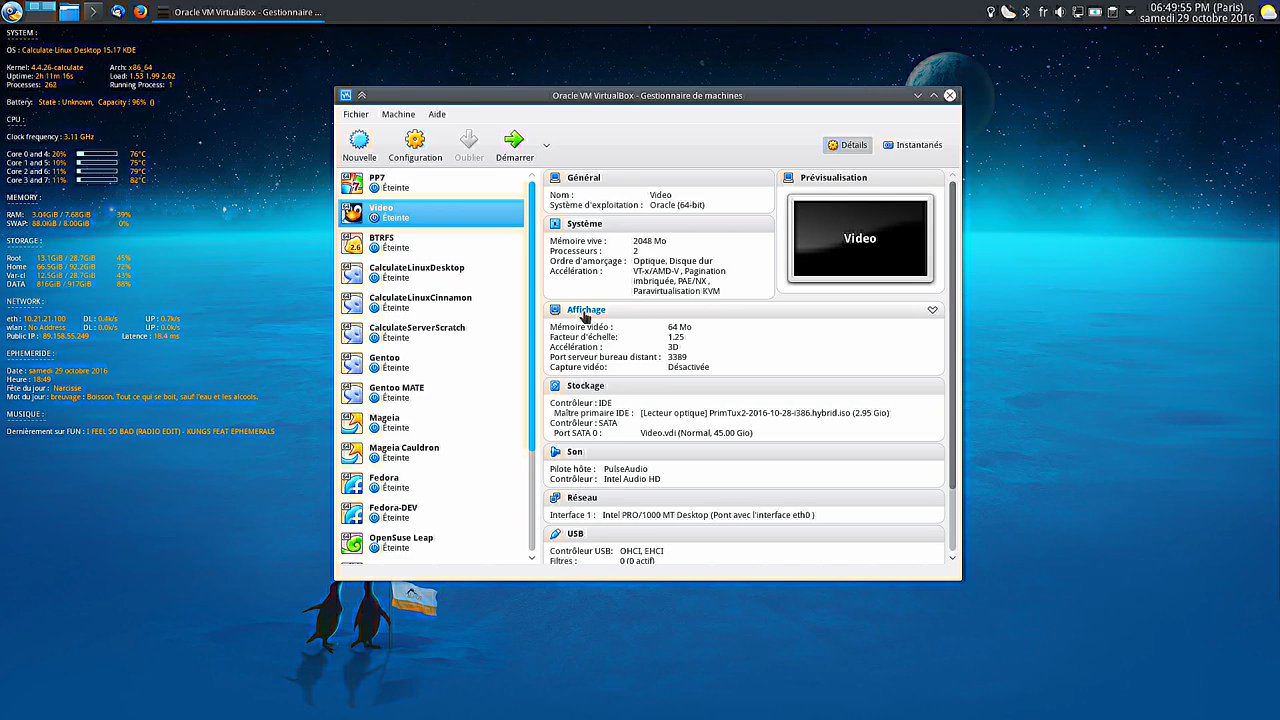 Oracle VM VirtualBox - Gestionnaire ...
fr
06:49:55 PM (Paris)
samedi 29 octobre 2016
SYSTEM :
OS : Calculate-Linux Desktop 15.17 KDE
Kernel: 4.4.26-calculate Arch: x86_64
Uptime: 2h 11m 16s Load: 1.53 1.99 2.62
Processes: 262 Running Process: 1
Battery: State : Unknown, Capacity : 96% ()
CPU :
Clock frequency : 3.11 GHz
Core 0 and 4: 20% 76°C
Core 1 and 5: 10% 75°C
Core 2 and 6: 11% 79°C
Core 3 and 7: 11% 82°C
MEMORY :
RAM: 3.04GiB / 7.68GiB 39%
SWAP: 88.0KiB / 8.00GiB 0%
STORAGE :
Root 13.1GiB / 28.7GiB 45%
Home 66.5GiB / 92.2GiB 72%
Var-cl 12.5GiB / 28.7GiB 43%
DATA 816GiB / 917GiB 88%
NETWORK :
eth : 10.21.21.100 DL : 0.4k/s UP : 0.7k/s
wlan : No Address DL : 0.0k/s UP : 0.0k/s
Public IP : 89.158.55.249 Latence : 18.4 ms
EPHEMERIDE :
Date : samedi 29 octobre 2016
Heure : 18:49
Fête du jour : Narcisse
Mot du jour: breuvage : Boisson. Tout ce qui se boit, sauf l'eau et les alcools.
MUSIQUE :
Dernièrement sur FUN : I FEEL SO BAD (RADIO EDIT) - KUNGS FEAT EPHEMERALS
Oracle VM VirtualBox - Gestionnaire de machines
Fichier Machine Aide
Nouvelle Configuration Oublier Démarrer
Détails Instantanés
PP7
Éteinte
Video
Éteinte
BTRFS
Éteinte
CalculateLinuxDesktop
Éteinte
CalculateLinuxCinnamon
Éteinte
CalculateServerScratch
Éteinte
Gentoo
Éteinte
Gentoo MATE
Éteinte
Mageia
Éteinte
Mageia Cauldron
Éteinte
Fedora
Éteinte
Fedora-DEV
Éteinte
OpenSuse Leap
Éteinte
Général
Nom : Video
Système d'exploitation : Oracle (64-bit)
Système
Mémoire vive : 2048 Mo
Processeurs : 2
Ordre d'amorçage : Optique, Disque dur
Accélération : VT-x/AMD-V , Pagination
imbriquée, PAE/NX ,
Paravirtualisation KVM
Prévisualisation
Video
Affichage
Mémoire vidéo : 64 Mo
Facteur d'échelle: 1.25
Accélération : 3D
Port serveur bureau distant : 3389
Capture vidéo: Désactivée
Stockage
Contrôleur : IDE
Maître primaire IDE : [Lecteur optique] PrimTux2-2016-10-28-i386.hybrid.iso (2.95 Gio)
Contrôleur : SATA
Port SATA 0 : Video.vdi (Normal, 45.00 Gio)
Son
Pilote hôte : PulseAudio
Contrôleur : Intel Audio HD
Réseau
Interface 1 : Intel PRO/1000 MT Desktop (Pont avec l'interface eth0 )
USB
Contrôleur USB: OHCI, EHCI
Filtres : 0 (0 actif)